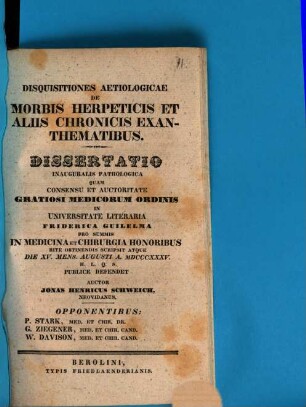 DISQUISITIONES AETIOLOGICAE
DE
MORBIS HERPETICIS ET
ALIIS CHRONICIS EXAN-
THEMATIBUS.
DISSERTATIO
INAUGURALIS PATHOLOGICA
QUAM
CONSENSU ET AUCTORITATE
GRATIOSI MEDICORUM ORDINIS
IN
UNIVERSITATE LITERARIA
FRIDERICA GUILELMA
PRO SUMMIS
IN MEDICINA ET CHIRURGIA HONORIBUS
RITE OBTINENDIS SCRIPSIT ATQUE
DIE XV. MENS. AUGUSTI A. MDCCCXXXV.
H. L. Q. S.
PUBLICE DEFENDET
AUCTOR
JONAS HENRICUS SCHWEICH,
NEOVIDANUS.
OPPONENTIBUS:
P. STARK, MED. ET CHIR. DR.
G. ZIEGENER, MED. ET CHIR. CAND.
W. DAVISON, MED. ET CHIR. CAND.
BEROLINI,
TYPIS FRIEDLAENDERIANIS.